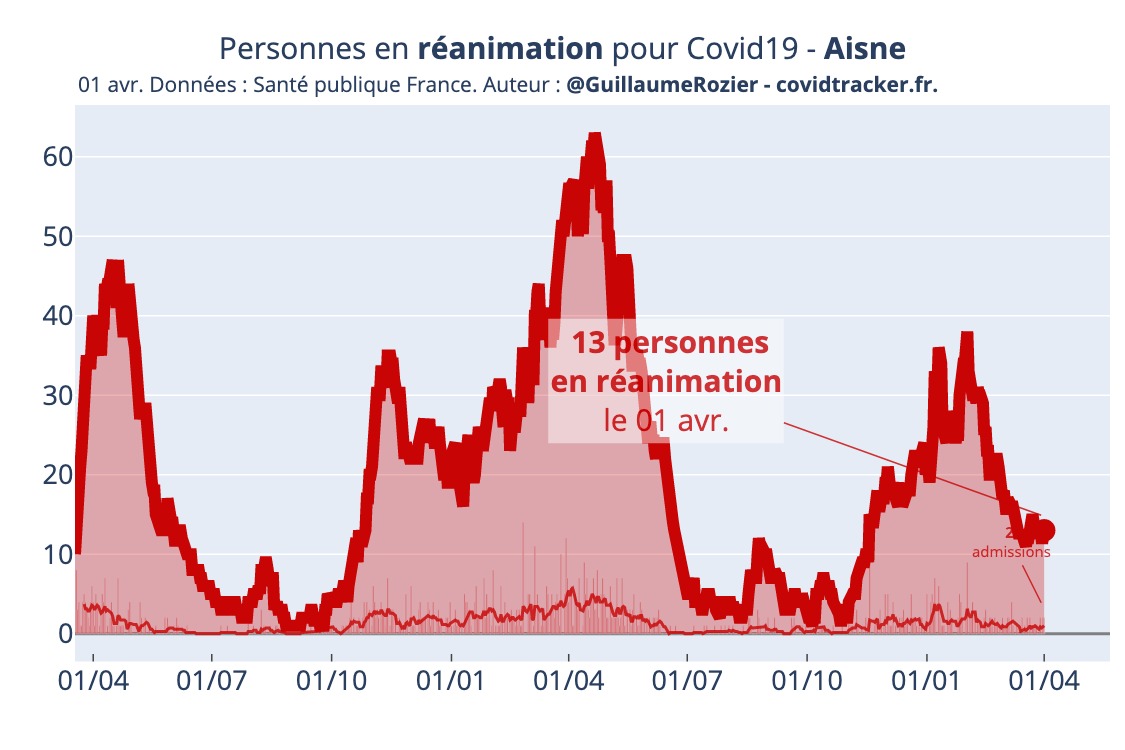 Personnes en réanimation pour Covid19 - Aisne
01 avr. Données : Santé publique France. Auteur : @GuillaumeRozier - covidtracker.fr.
60
50
40
30
20
10
0
13 personnes
en réanimation
le 01 avr.
2
admissions
01/04
01/07
01/10
01/01
01/04
01/07
01/10
01/01
01/04